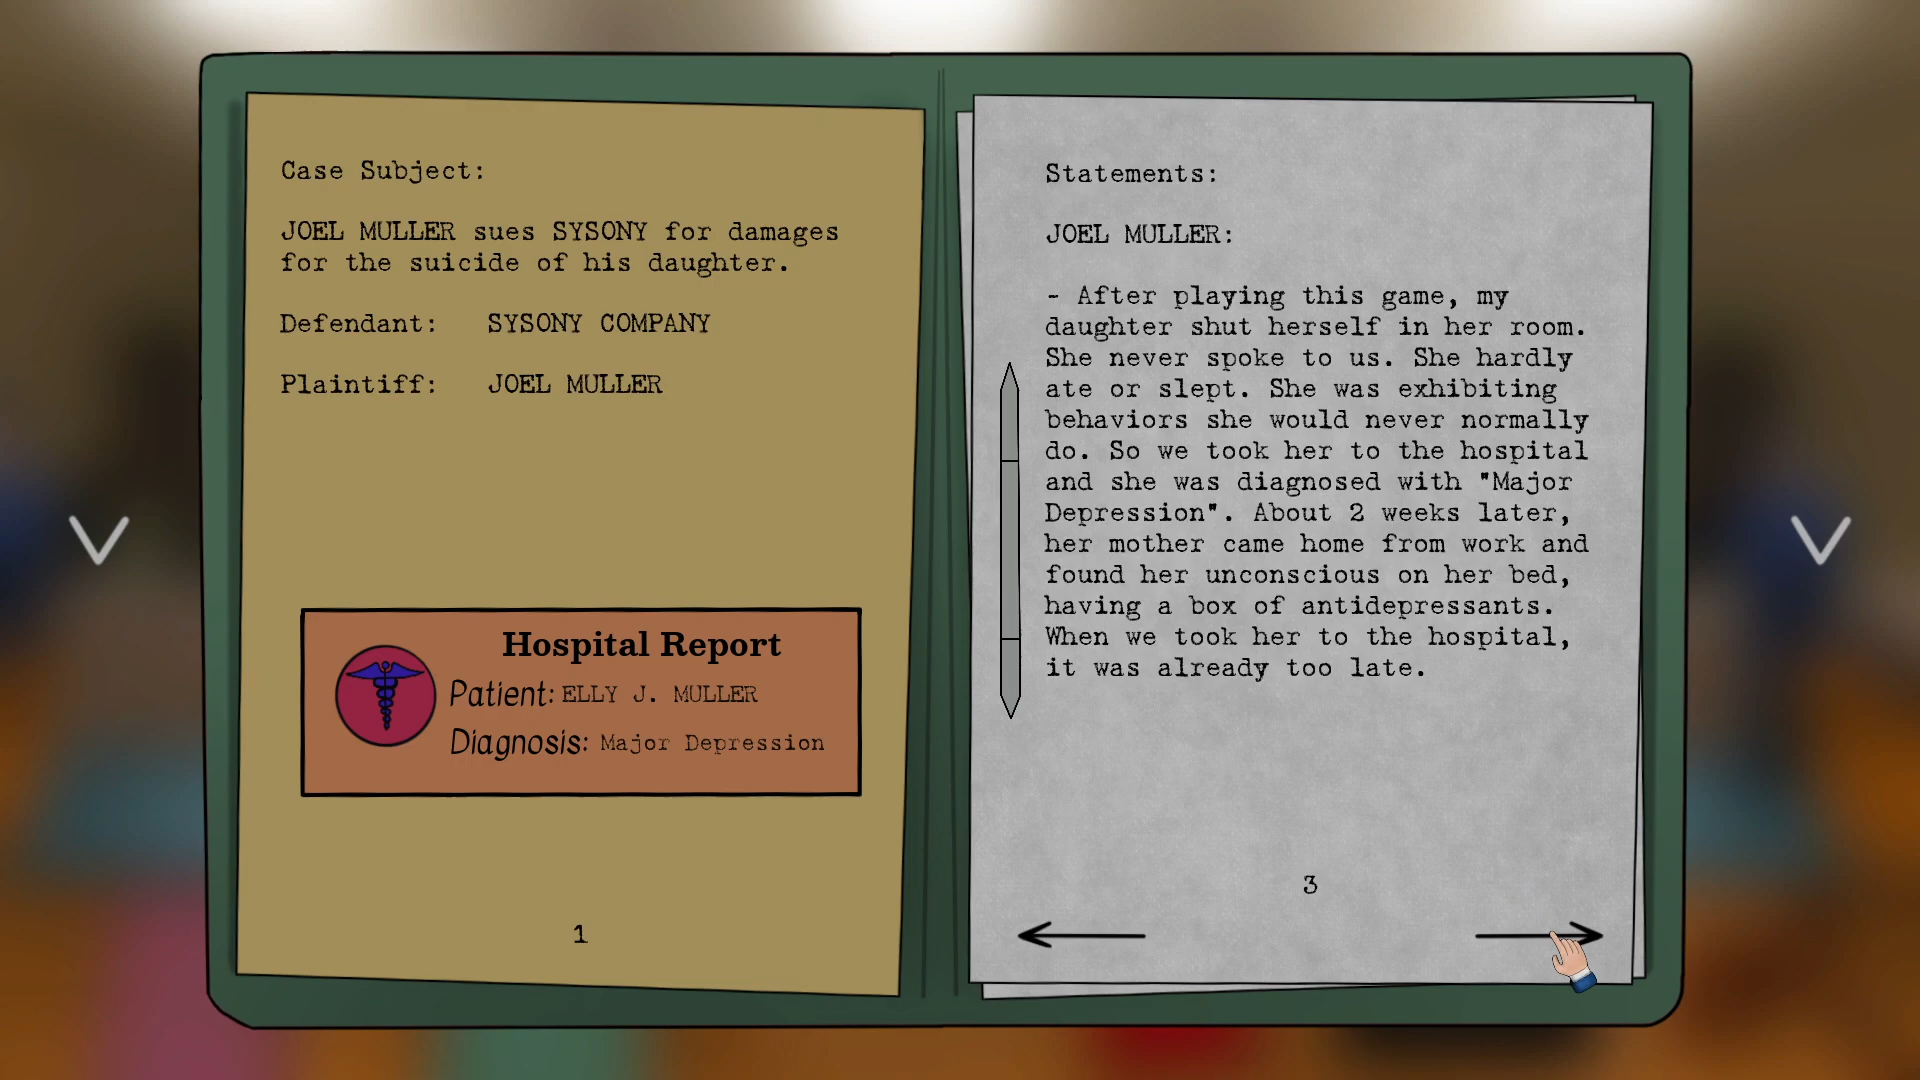 Case Subject:
JOEL MULLER sues SYSONY for damages
for the suicide of his daughter.
Defendant: SYSONY COMPANY
Plaintiff: JOEL MULLER
Hospital Report
Patient: ELLY J. MULLER
Diagnosis: Major Depression
1
Statements:
JOEL MULLER:
- After playing this game, my
daughter shut herself in her room.
She never spoke to us. She hardly
ate or slept. She was exhibiting
behaviors she would never normally
do. So we took her to the hospital
and she was diagnosed with "Major
Depression". About 2 weeks later,
her mother came home from work and
found her unconscious on her bed,
having a box of antidepressants.
When we took her to the hospital,
it was already too late.
3